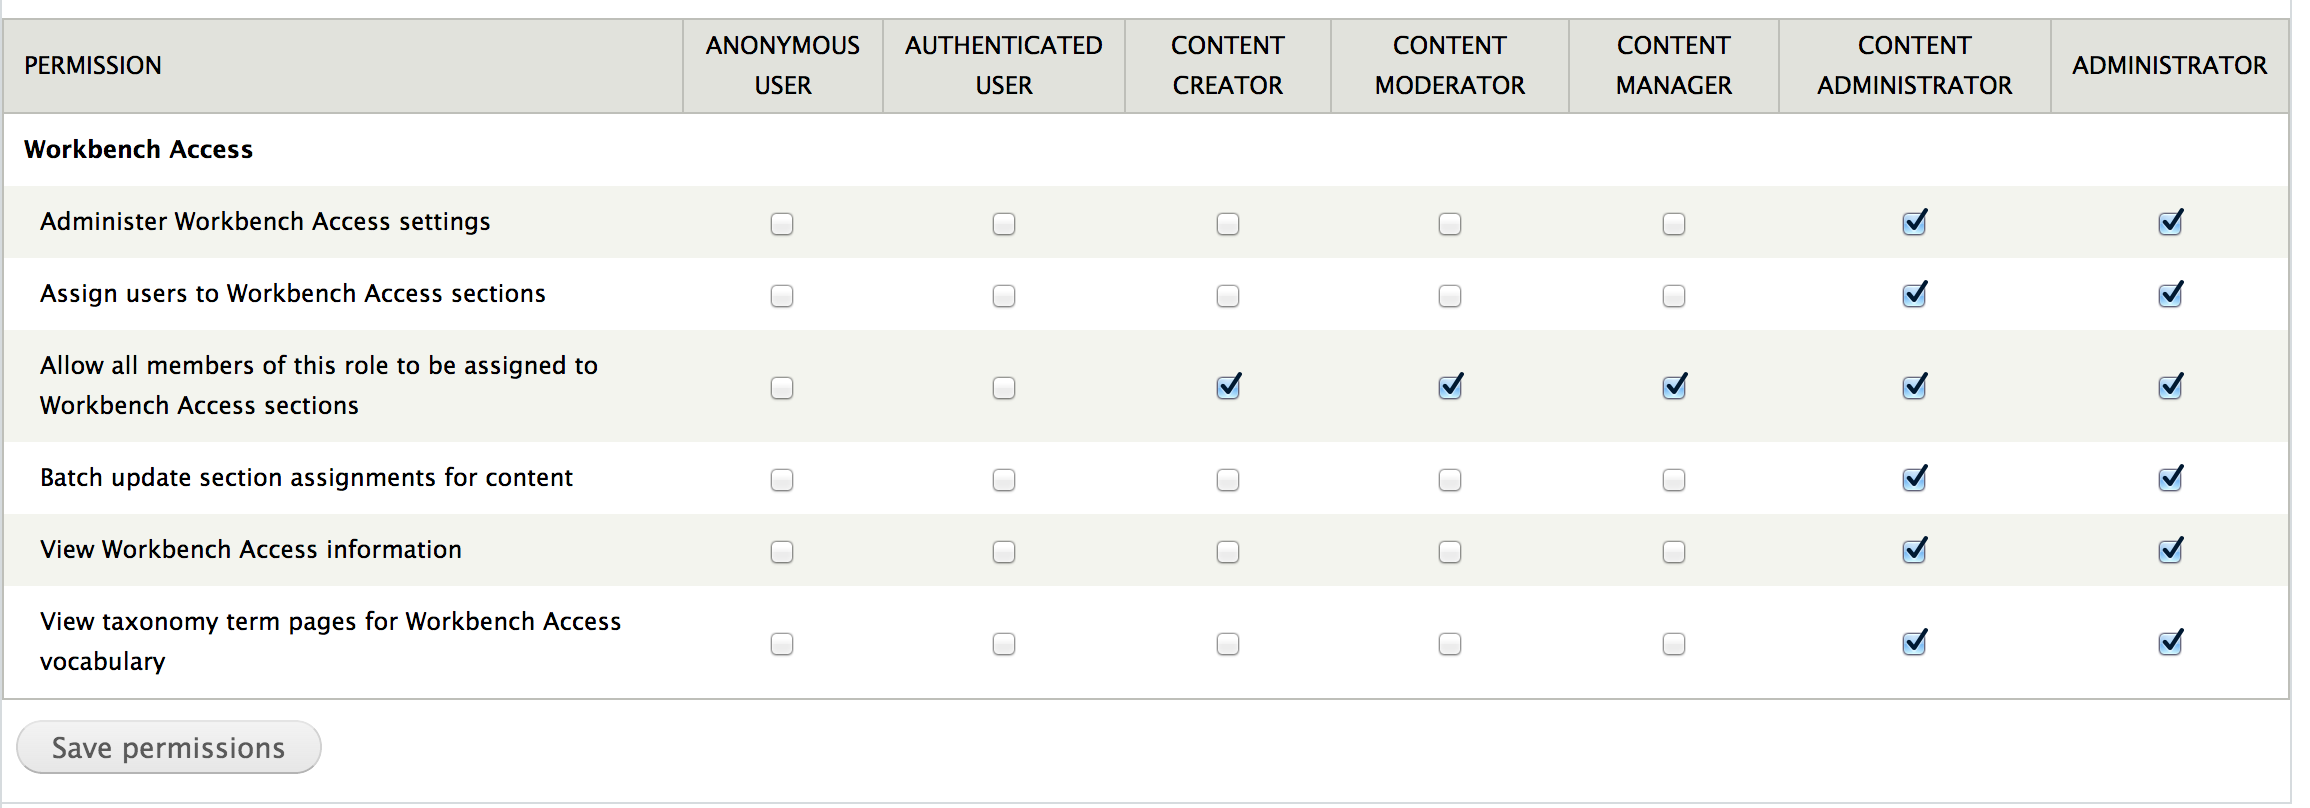 PERMISSION
ANONYMOUS USER
AUTHENTICATED USER
CONTENT CREATOR
CONTENT MODERATOR
CONTENT MANAGER
CONTENT ADMINISTRATOR
ADMINISTRATOR
Workbench Access
Administer Workbench Access settings
Assign users to Workbench Access sections
Allow all members of this role to be assigned to
Workbench Access sections
Batch update section assignments for content
View Workbench Access information
View taxonomy term pages for Workbench Access
vocabulary
Save permissions